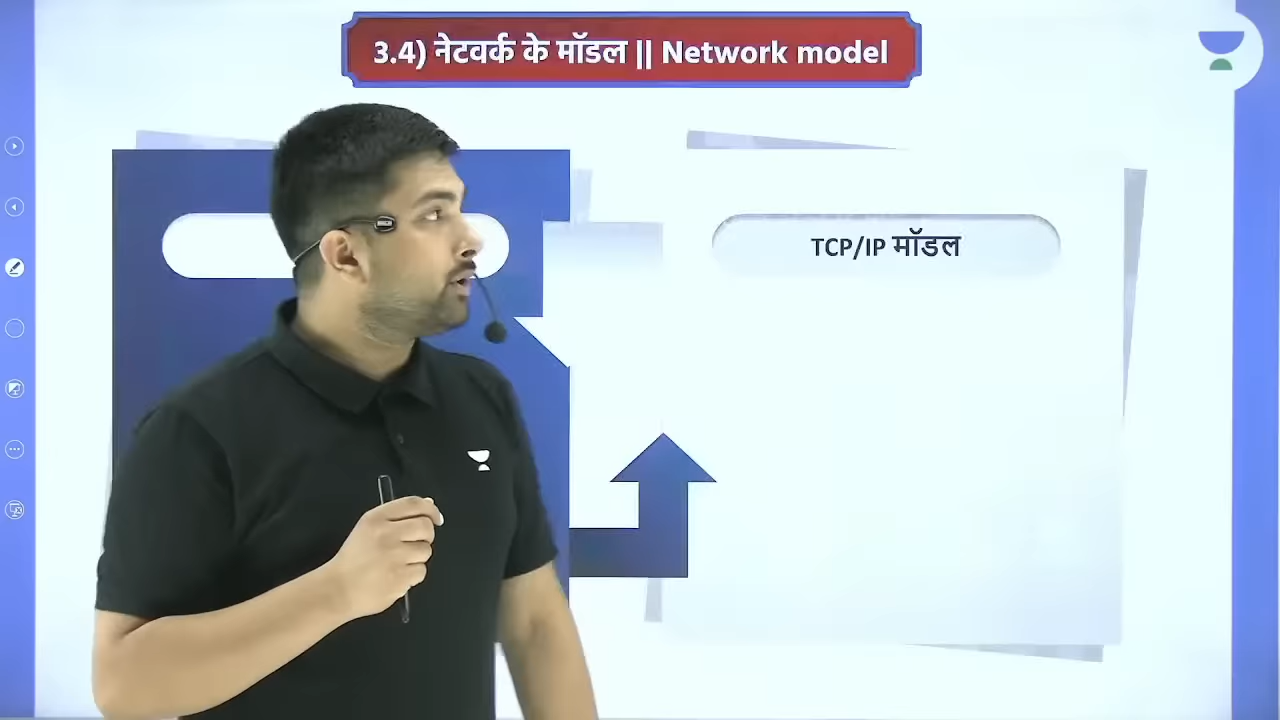 3.4) नेटवर्क के मॉडल || Network model
TCP/IP मॉडल